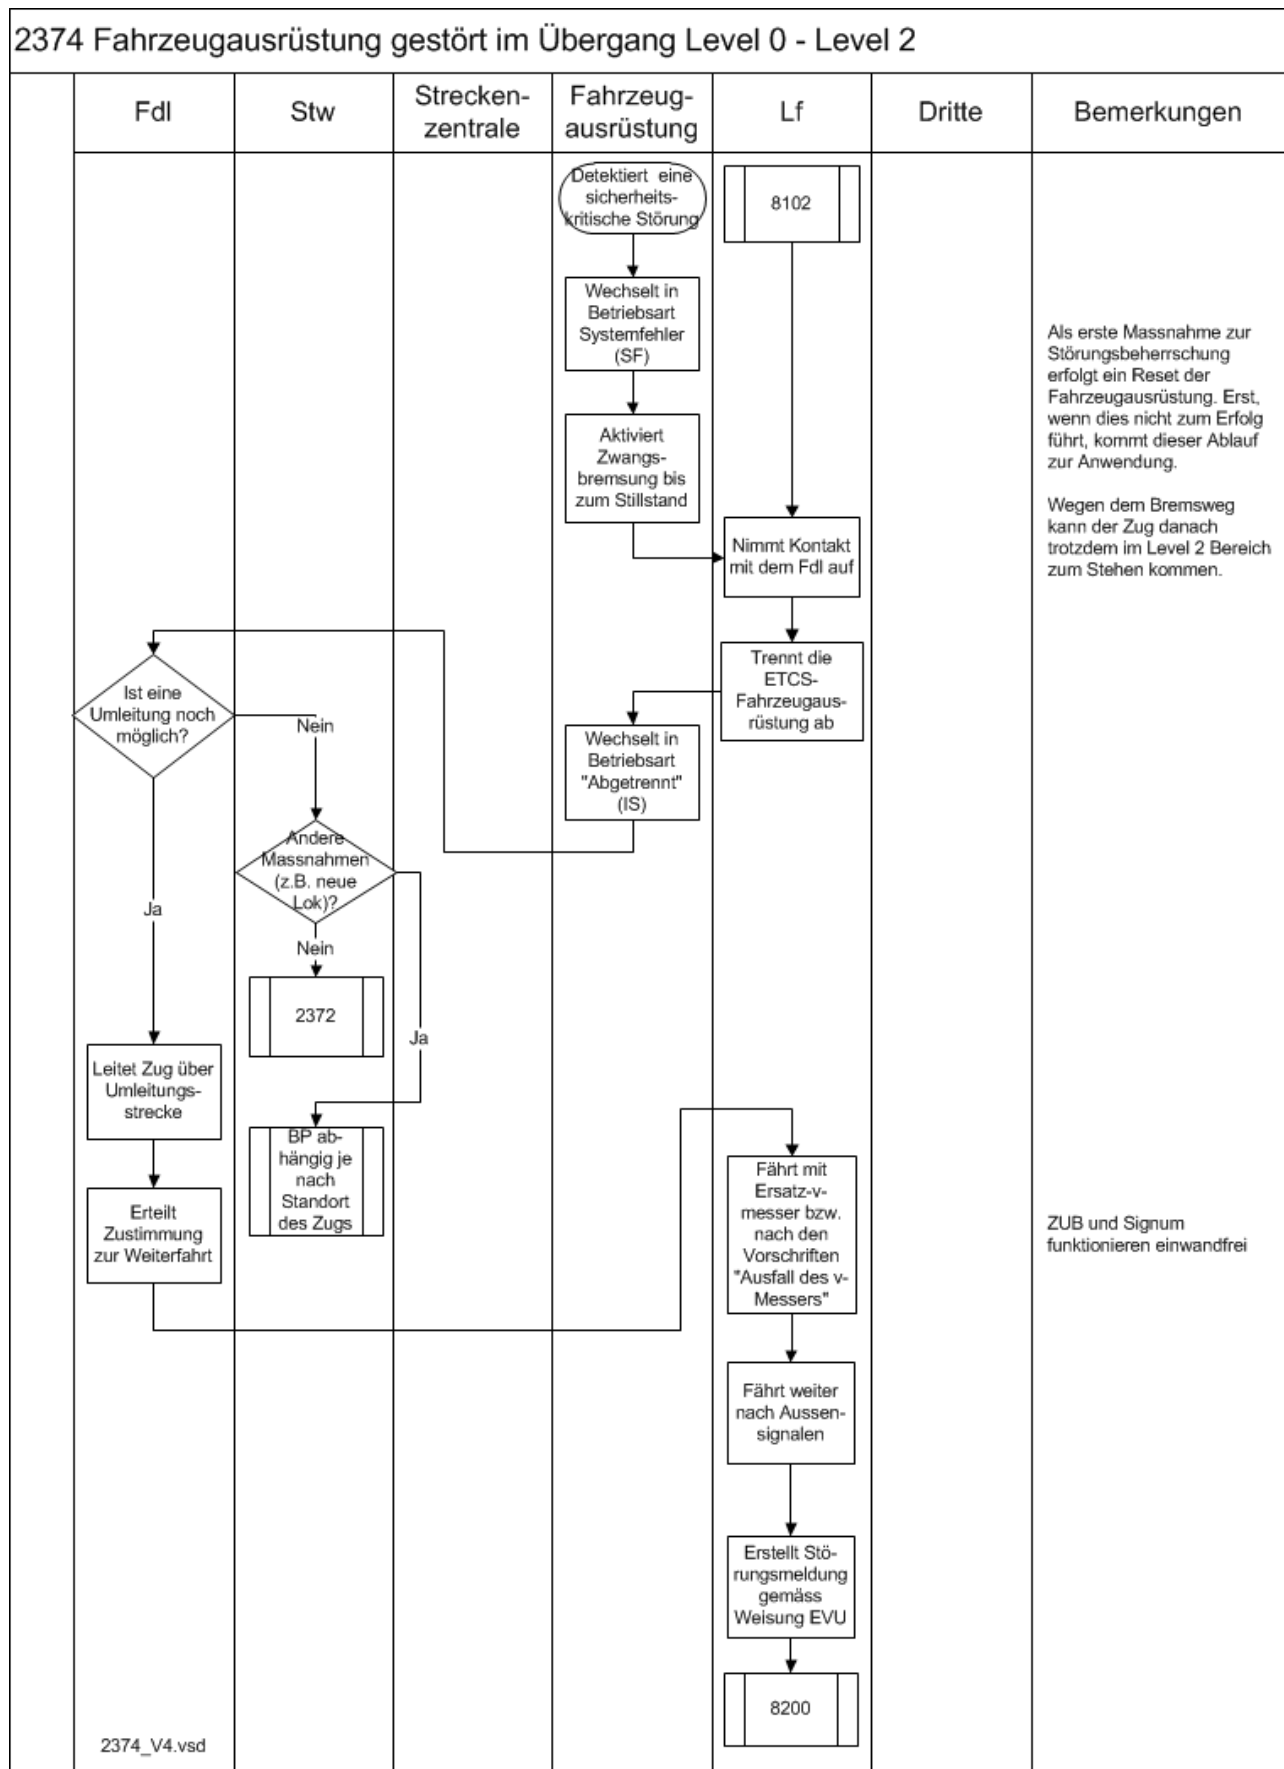 2374 Fahrzeugausrüstung gestört im Übergang Level 0 - Level 2
Fdl
Stw
Strecken-
zentrale
Fahrzeug-
ausrüstung
Lf
Dritte
Bemerkungen
Detektiert eine
sicherheits-
kritische Störung
8102
Wechselt in
Betriebsart
Systemfehler
(SF)
Als erste Massnahme zur
Störungsbeherrschung
erfolgt ein Reset der
Fahrzeugausrüstung. Erst,
wenn dies nicht zum Erfolg
führt, kommt dieser Ablauf
zur Anwendung.
Aktiviert
Zwangs-
bremsung bis
zum Stillstand
Wegen dem Bremsweg
kann der Zug danach
trotzdem im Level 2 Bereich
zum Stehen kommen.
Nimmt Kontakt
mit dem Fdl auf
Trennt die
ETCS-
Fahrzeugaus-
rüstung ab
Ist eine
Umleitung noch
möglich?
Nein
Wechselt in
Betriebsart
"Abgetrennt"
(IS)
Andere
Massnahmen
(z.B. neue
Lok)?
Ja
Nein
2372
Ja
Leitet Zug über
Umleitungs-
strecke
BP ab-
hängig je
nach
Standort
des Zugs
Erteilt
Zustimmung
zur Weiterfahrt
Fährt mit
Ersatz-v-
messer bzw.
nach den
Vorschriften
"Ausfall des v-
Messers"
ZUB und Signum
funktionieren einwandfrei
Fährt weiter
nach Aussen-
signalen
Erstellt Stö-
rungsmeldung
gemäss
Weisung EVU
8200
2374_V4.vsd